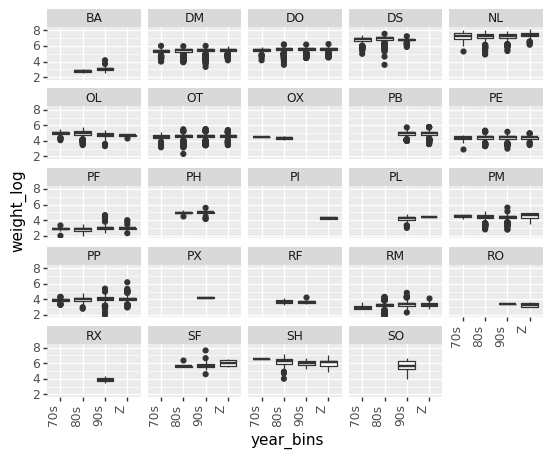 BA DM DO DS NL
8
6
4
2
OL OT OX PB PE
8
6
4
2
PF PH PI PL PM
8
6
4
2
weight_log
PP PX RF RM RO
8
6
4
2
RX SF SH SO
8
6
4
2
70s 80s 90s Z 70s 80s 90s Z 70s 80s 90s Z 70s 80s 90s Z 70s 80s 90s Z
year_bins